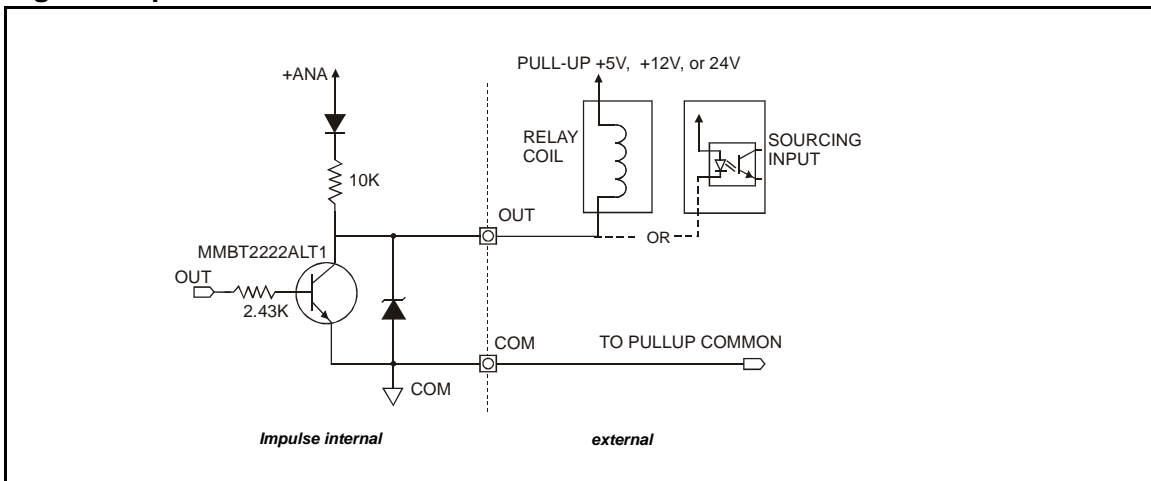 +ANA
10K
MMBT2222ALT1
OUT
2.43K
OUT
COM
COM
PULL-UP +5V, +12V, or 24V
RELAY
COIL
SOURCING
INPUT
OR
TO PULLUP COMMON
Impulse internal
external